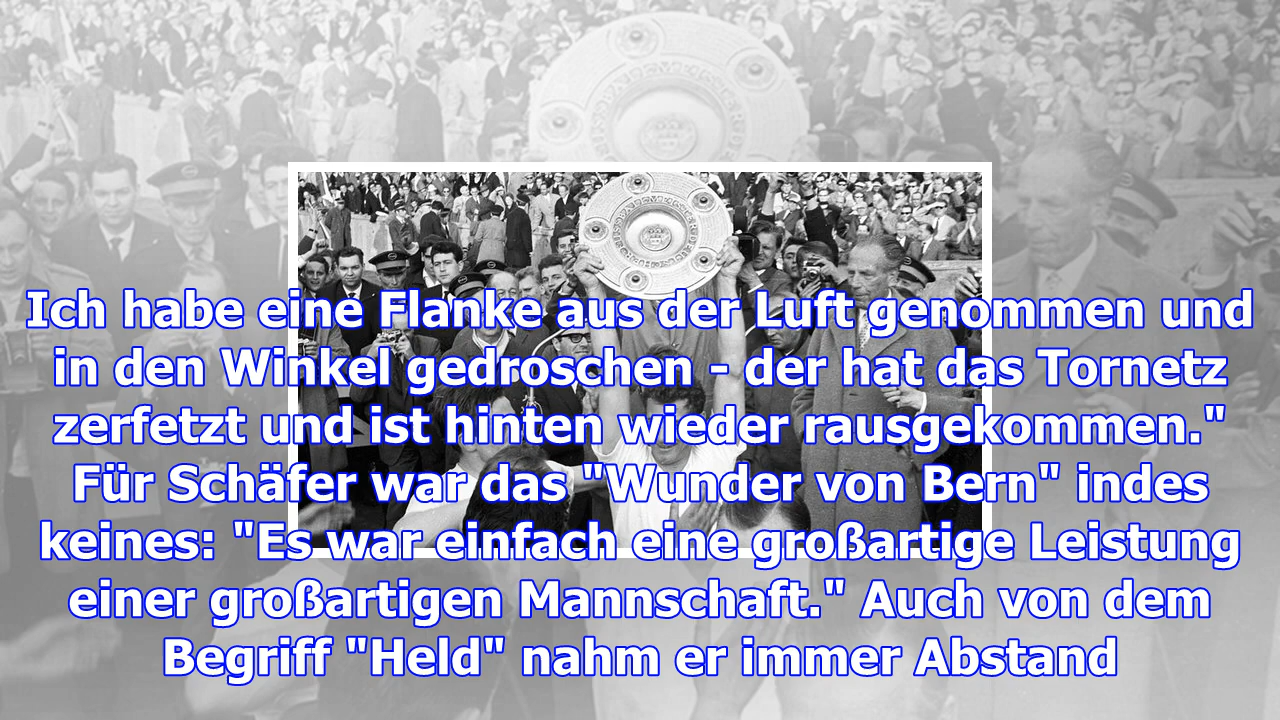 Ich habe eine Flanke aus der Luft genommen und
in den Winkel gedroschen - der hat das Tornetz
zerfetzt und ist hinten wieder rausgekommen."
Für Schäfer war das "Wunder von Bern" indes
keines: "Es war einfach eine großartige Leistung
einer großartigen Mannschaft." Auch von dem
Begriff "Held" nahm er immer Abstand